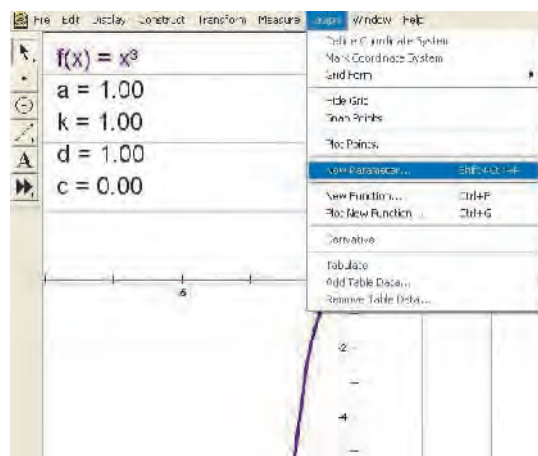 File Edit Display Construct Transform Measure Graph Window Help
f(x) = x³
a = 1.00
k = 1.00
d = 1.00
c = 0.00
A
Define Coordinate System
Mark Coordinate System
Grid Form
Hide Grid
Snap Points
Plot Points...
New Parameter... Shift+Ctrl+P
New Function... Ctrl+F
Plot New Function... Ctrl+G
Derivative
Tabulate
Add Table Data...
Remove Table Data...
-5
-2
-4